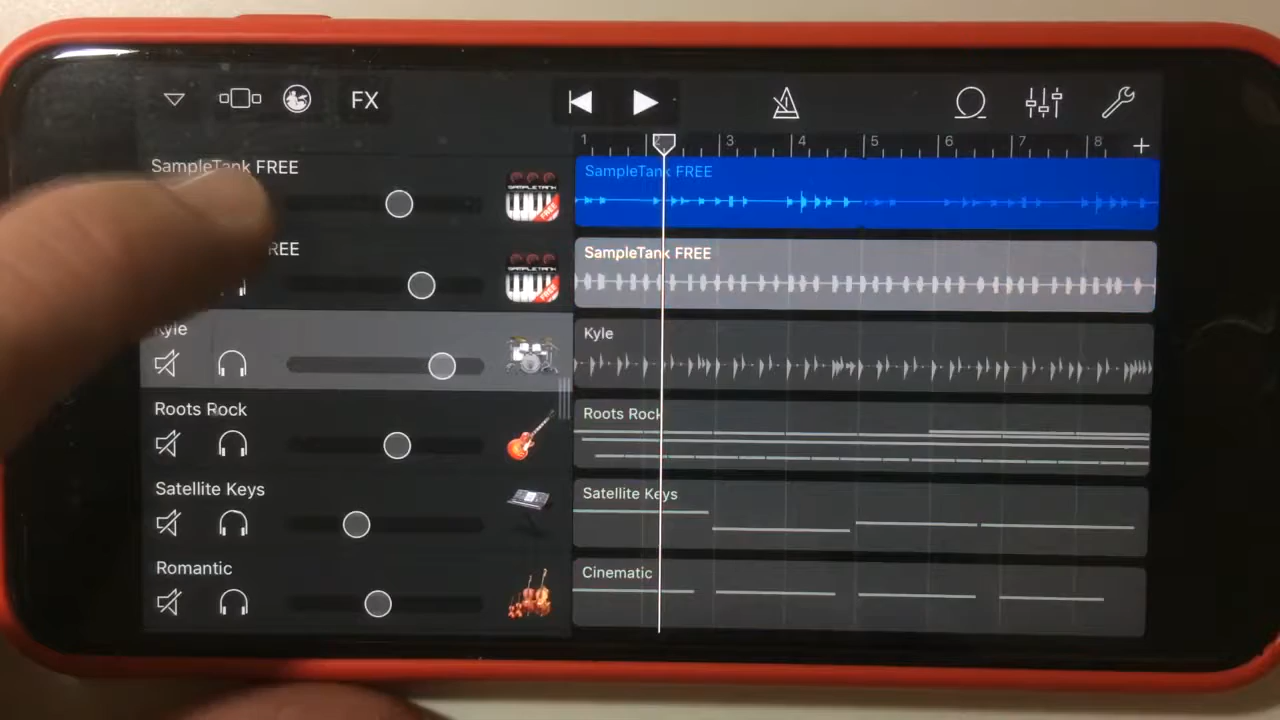 FX
1 3 4 5 6 7 8 +
SampleTank FREE
SampleTank FREE
REE
SampleTank FREE
Kyle
Kyle
Roots Rock
Roots Rock
Satellite Keys
Satellite Keys
Romantic
Cinematic